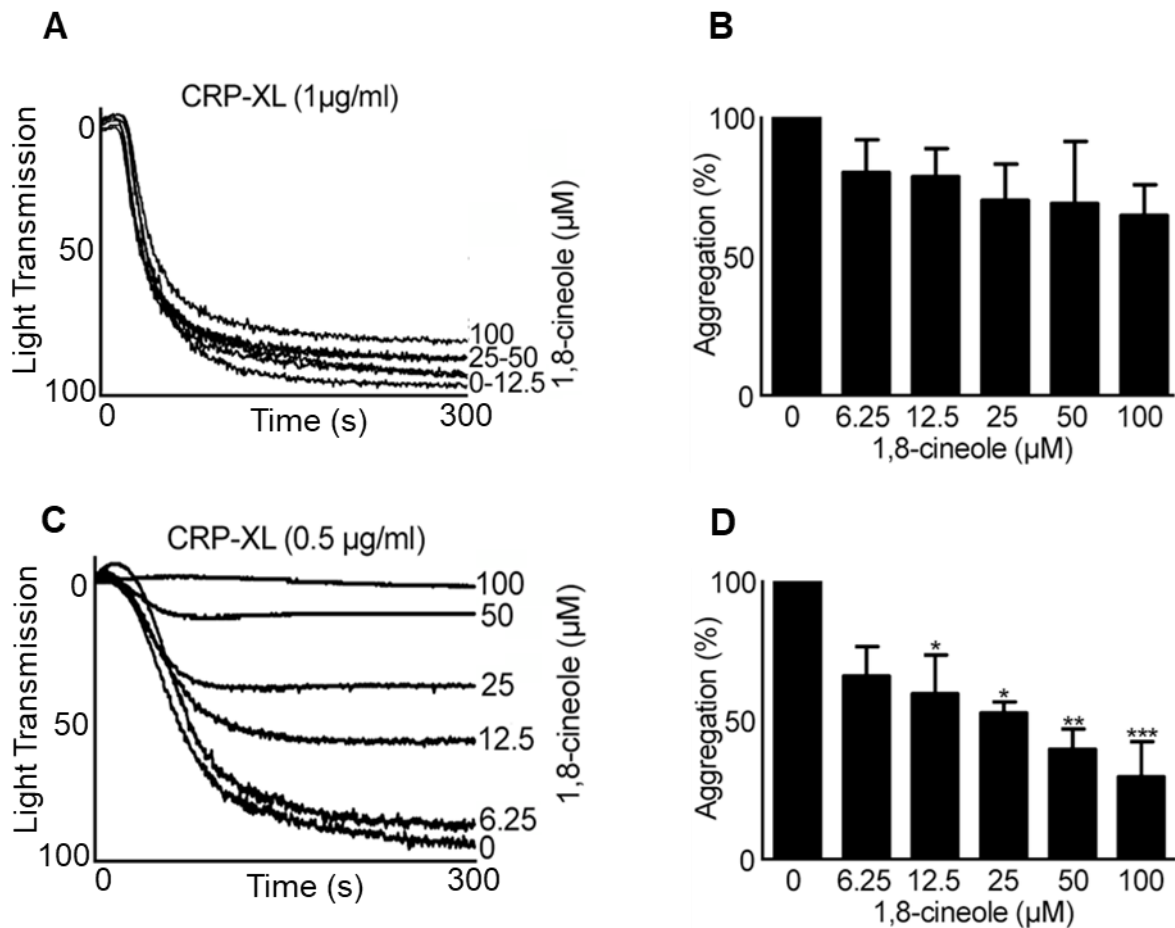 A
CRP-XL (1µg/ml)
Light Transmission
0
50
100
100
25-50
0-12.5
1,8-cineole (µM)
0
300
Time (s)
B
Aggregation (%)
100
50
0
0 6.25 12.5 25 50 100
1,8-cineole (µM)
C
CRP-XL (0.5 µg/ml)
Light Transmission
0
50
100
100
50
25
12.5
6.25
0
1,8-cineole (µM)
0
300
Time (s)
D
Aggregation (%)
100
50
0
*
*
**
***
0 6.25 12.5 25 50 100
1,8-cineole (µM)